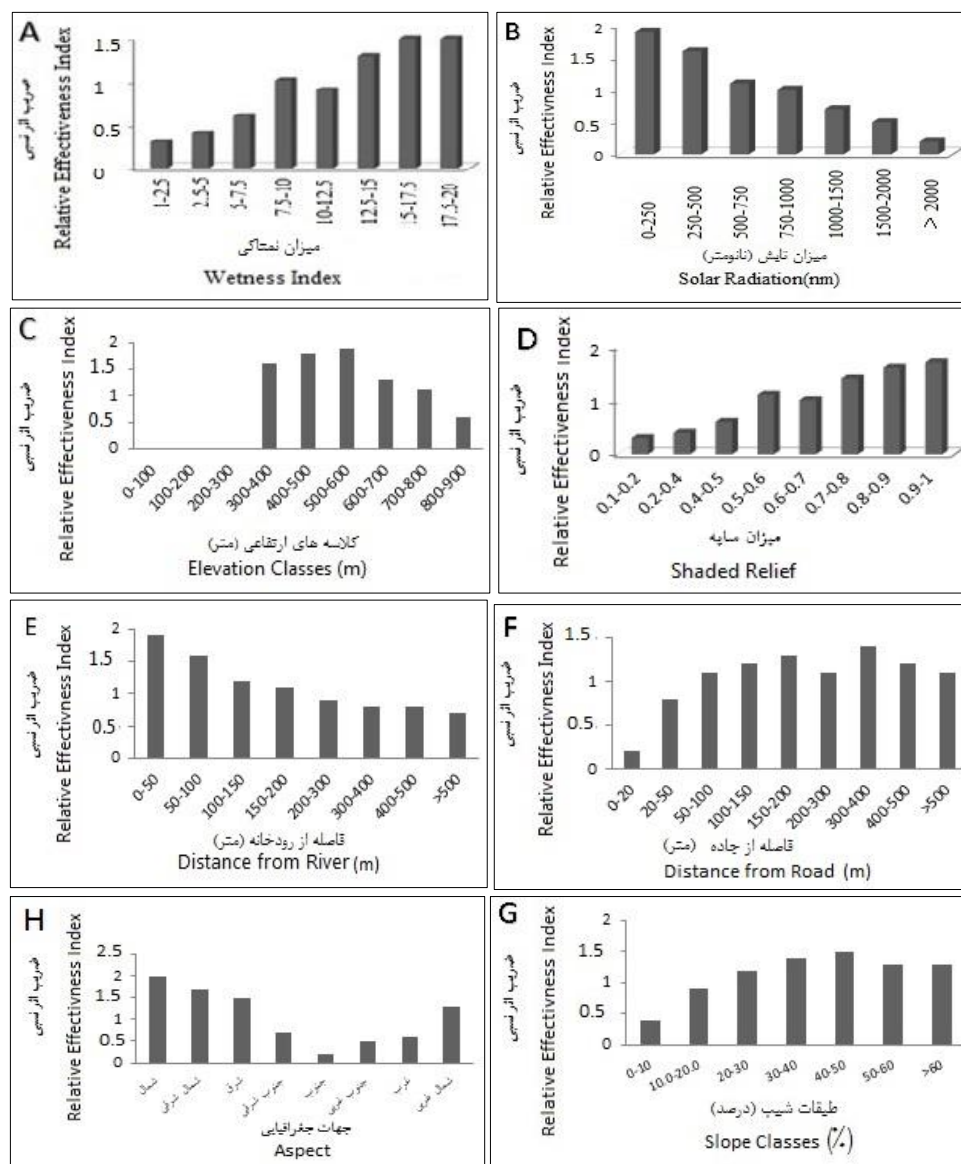 A
ضریب اثر نسبی
Relative Effectiveness Index
1.5
1
0.5
0
1-2.5
2.5-5
5-7.5
7.5-10
10-12.5
12.5-15
.5-17.5
17.5-20
میزان نمناکی
Wetness Index
B
ضریب اثر نسبی
Relative Effectivness Index
2
1
0
0-250
250-500
500-750
750-1000
1000-1500
1500-2000
> 2000
میزان تابش (نانومتر)
Solar Radiation(nm)
C
ضریب اثر نسبی
Relative Effectiveness Index
2
1.5
1
0.5
0
0-100
100-200
200-300
300-400
400-500
500-600
600-700
700-800
800-900
کلاسه های ارتفاعی (متر)
Elevation Classes (m)
D
ضریب اثر نسبی
Relative Effectiveness Index
2
1
0
0.1-0.2
0.2-0.4
0.4-0.5
0.5-0.6
0.6-0.7
0.7-0.8
0.8-0.9
0.9-1
میزان سایه
Shaded Relief
E
ضریب اثر نسبی
Relative Effectivness Index
2
1.5
1
0.5
0
0-50
50-100
100-150
150-200
200-300
300-400
400-500
>500
فاصله از رودخانه (متر)
Distance from River (m)
F
ضریب اثر نسبی
Relative Effectivness Index
1.5
1
0.5
0
0-20
20-50
50-100
100-150
150-200
200-300
300-400
400-500
>500
فاصله از جاده (متر)
Distance from Road (m)
H
ضریب اثر نسبی
Relative Effectivness Index
2.5
2
1.5
1
0.5
0
شمال
شمال شرقی
شرق
جنوب شرقی
جنوب
جنوب غربی
غرب
شمال غربی
جهات جغرافیایی
Aspect
G
ضریب اثر نسبی
Relative Effectivness Index
2
1.5
1
0.5
0
0-10
10.0-20.0
20-30
30-40
40-50
50-60
>60
طبقات شیب (درصد)
Slope Classes (%)